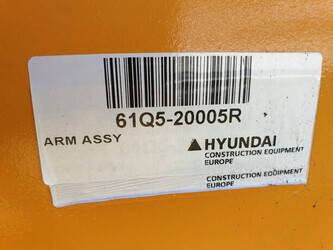 61Q5-20005R
ARM ASSY
HYUNDAI
CONSTRUCTION EQUIPMENT
EUROPE
CONSTRUCTION EQUIPMENT
EUROPE